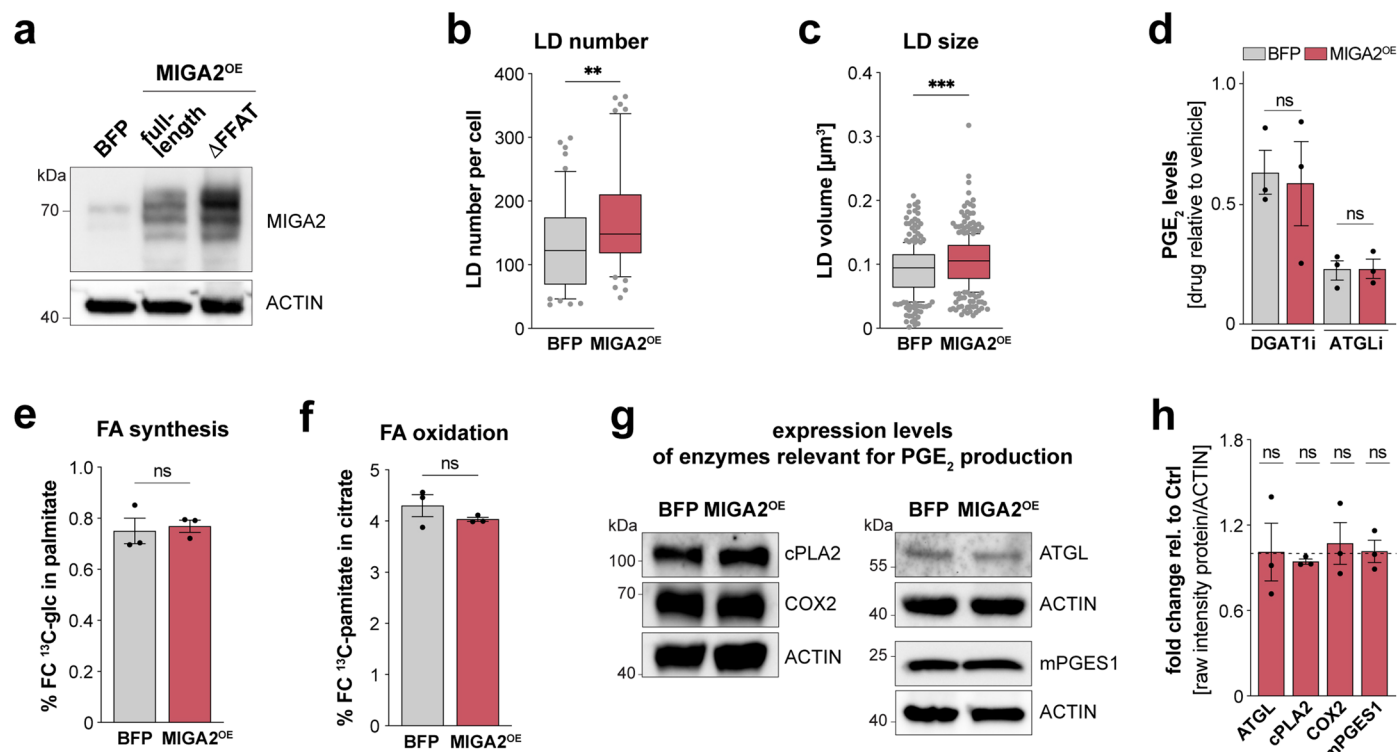 a
MIGA2OE
BFP
full-
length
ΔFFAT
kDa
70
MIGA2
40
ACTIN
b
LD number
**
LD number per cell
400
300
200
100
0
BFP MIGA2OE
c
LD size
***
LD volume [µm³]
0.4
0.3
0.2
0.1
0
BFP MIGA2OE
d
BFP MIGA2OE
PGE₂ levels
[drug relative to vehicle]
1.0
0.5
0
ns
ns
DGAT1i ATGLi
e
FA synthesis
ns
% FC ¹³C-glc in palmitate
1.0
0.8
0.6
0.4
0.2
0
BFP MIGA2OE
f
FA oxidation
ns
% FC ¹³C-pamitate in citrate
5
4
3
2
1
0
BFP MIGA2OE
g
expression levels
of enzymes relevant for PGE₂ production
BFP MIGA2OE
kDa
100
cPLA2
70
COX2
40
ACTIN
BFP MIGA2OE
kDa
55
ATGL
40
ACTIN
25
mPGES1
40
ACTIN
h
fold change rel. to Ctrl
[raw intensity protein/ACTIN]
1.8
1.2
0.6
0
ns ns ns ns
ATGL
cPLA2
COX2
mPGES1